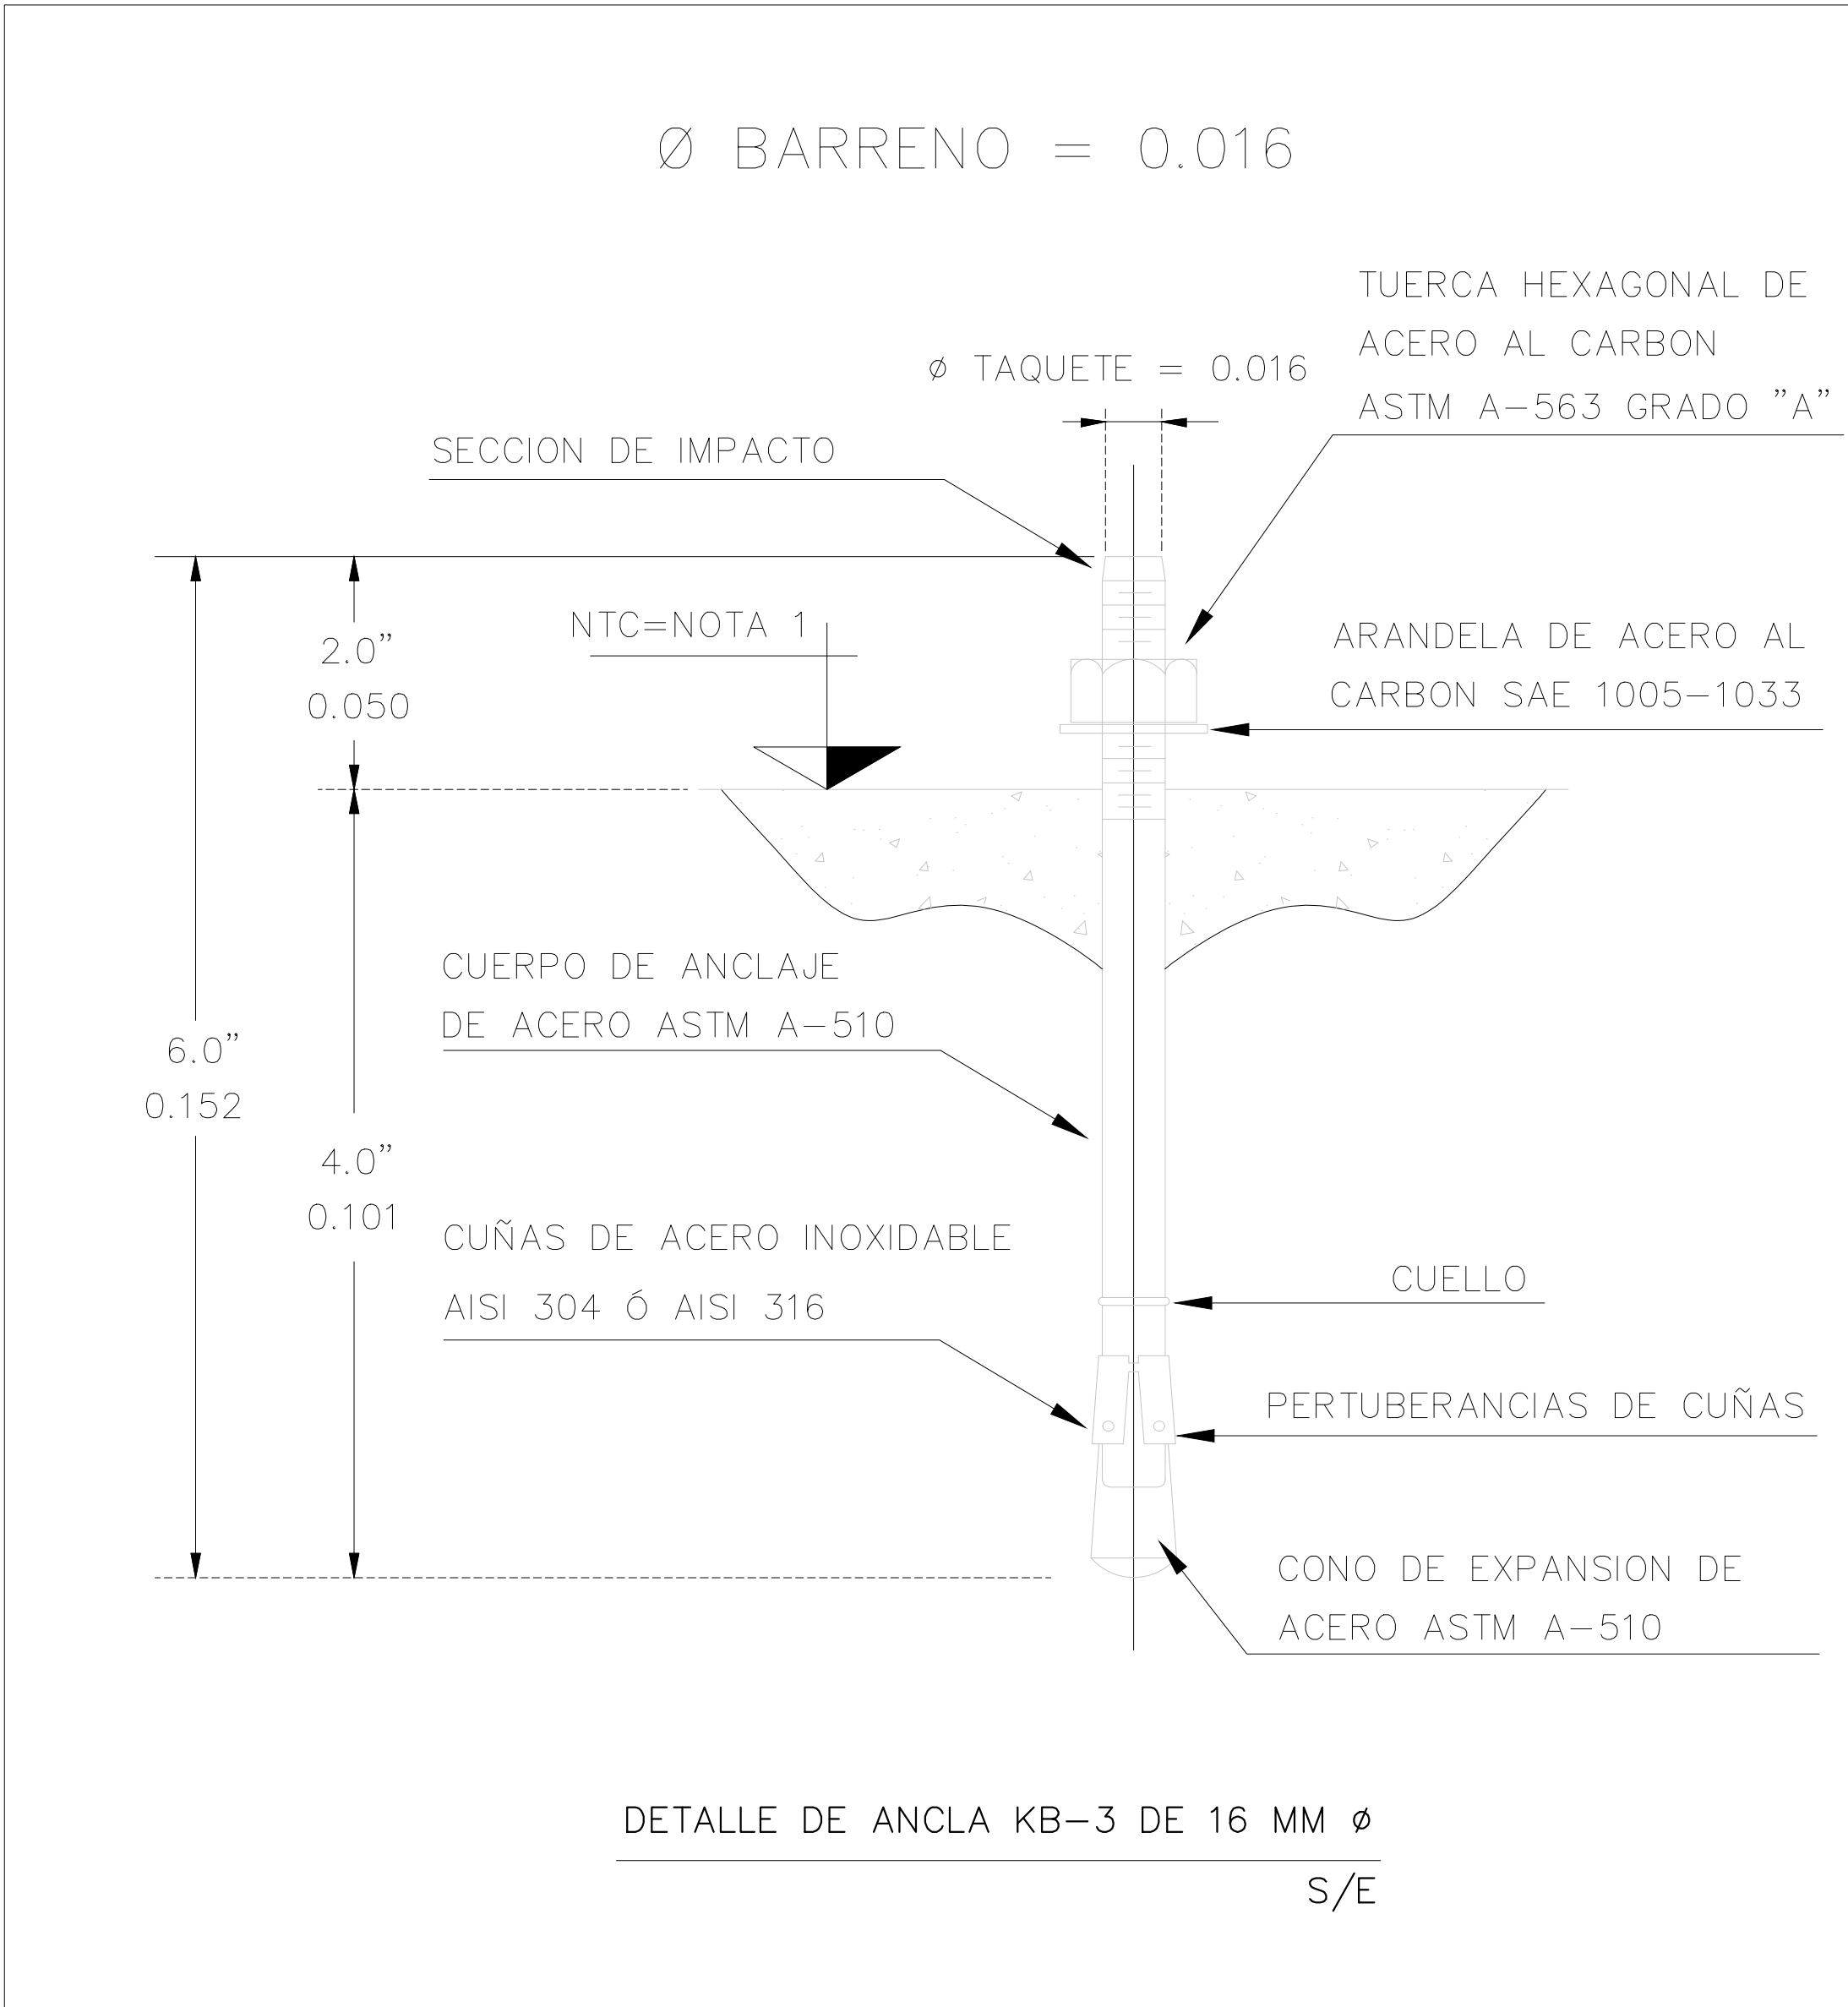 Ø BARRENO = 0.016
TUERCA HEXAGONAL DE
ACERO AL CARBON
ASTM A-563 GRADO "A"
ø TAQUETE = 0.016
SECCION DE IMPACTO
NTC=NOTA 1
2.0"
0.050
ARANDELA DE ACERO AL
CARBON SAE 1005-1033
CUERPO DE ANCLAJE
DE ACERO ASTM A-510
6.0"
0.152
4.0"
0.101
CUÑAS DE ACERO INOXIDABLE
AISI 304 Ó AISI 316
CUELLO
PERTUBERANCIAS DE CUÑAS
CONO DE EXPANSION DE
ACERO ASTM A-510
DETALLE DE ANCLA KB-3 DE 16 MM ø
S/E